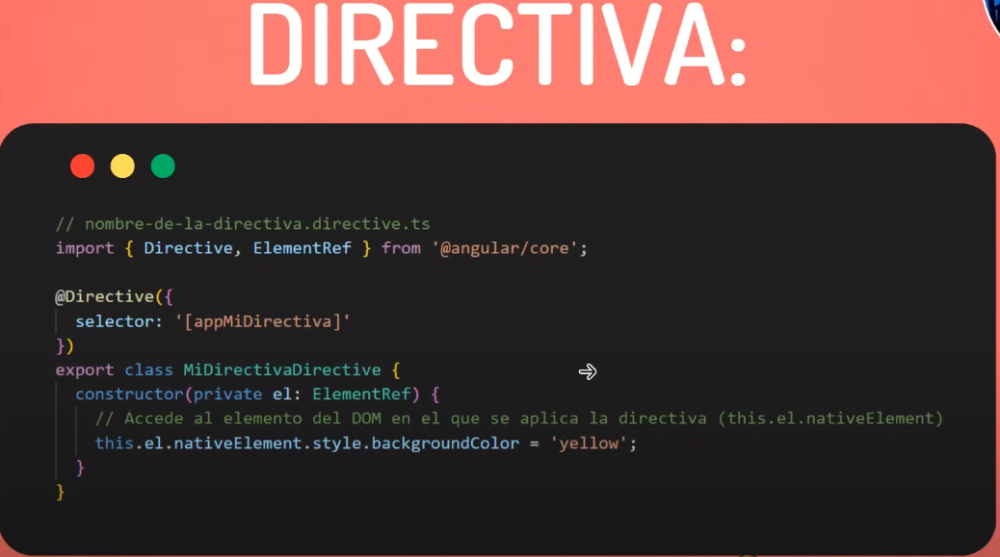 DIRECTIVA:
// nombre-de-la-directiva.directive.ts
import { Directive, ElementRef } from '@angular/core';
@Directive({
selector: '[appMiDirectiva]'
})
export class MiDirectivaDirective {
constructor(private el: ElementRef) {
// Accede al elemento del DOM en el que se aplica la directiva (this.el.nativeElement)
this.el.nativeElement.style.backgroundColor = 'yellow';
}
}